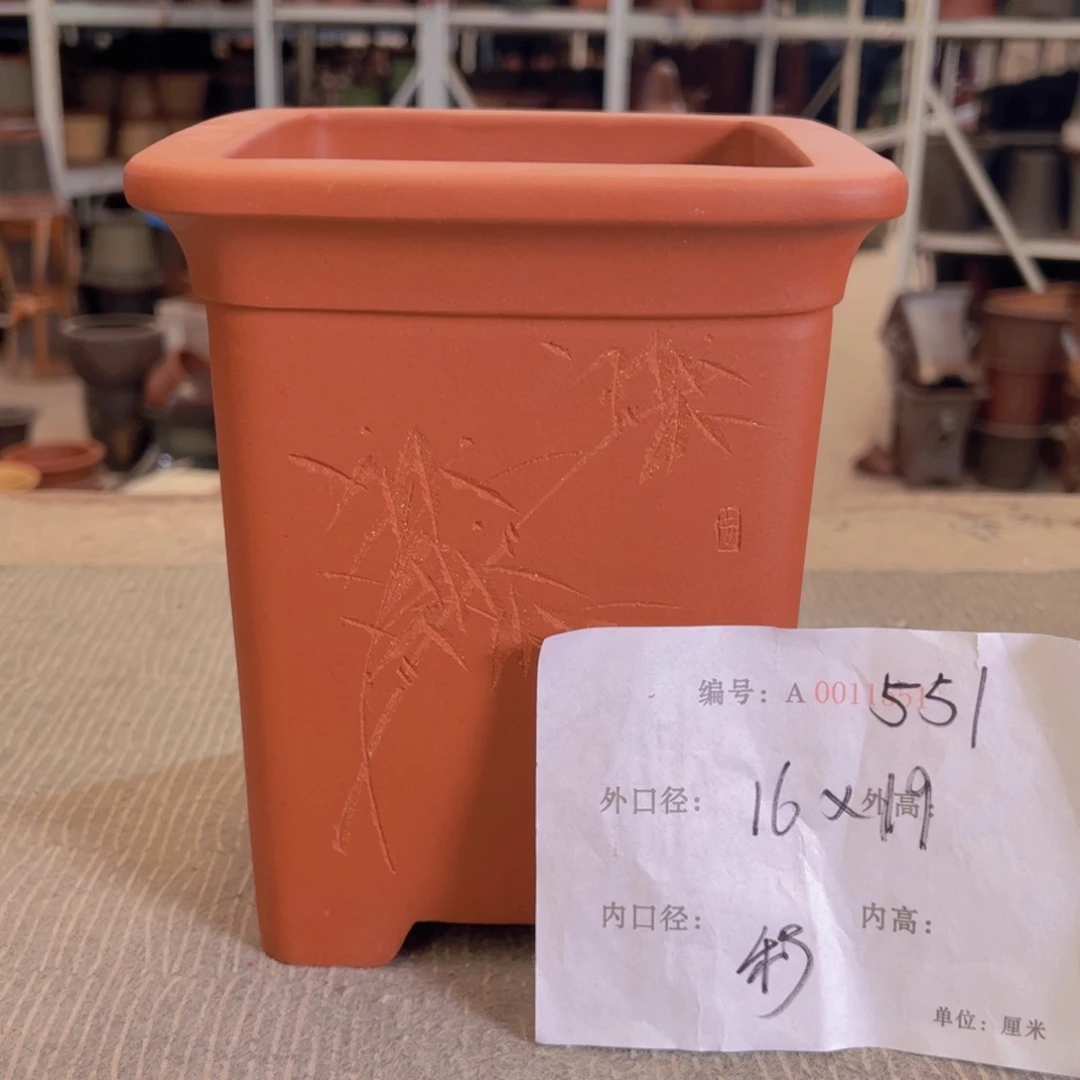 编号：A 0011551 551
外口径： 16×19 外高：
内口径： 内高：
单位：厘米